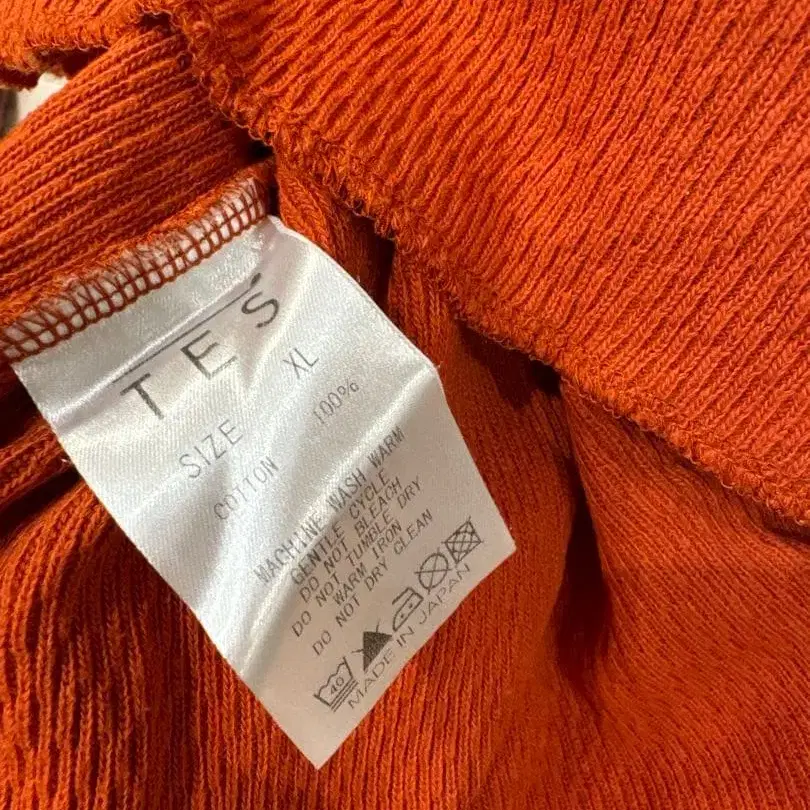 TES
SIZE XL
COTTON 100%
MACHINE WASH WARM
GENTLE CYCLE
DO NOT BLEACH
DO NOT TUMBLE DRY
WARM IRON
DO NOT DRY CLEAN
40
MADE IN JAPAN